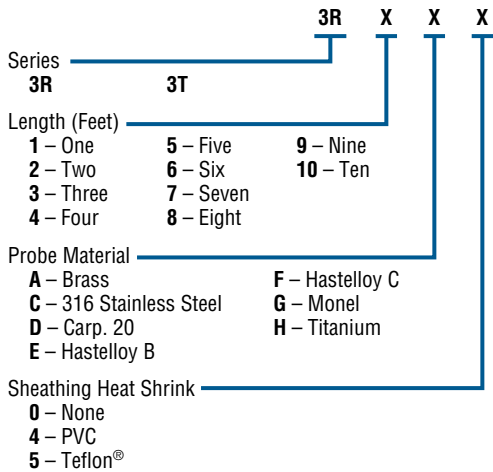 3R X X X
Series
3R 3T
Length (Feet)
1 – One 5 – Five 9 – Nine
2 – Two 6 – Six 10 – Ten
3 – Three 7 – Seven
4 – Four 8 – Eight
Probe Material
A – Brass F – Hastelloy C
C – 316 Stainless Steel G – Monel
D – Carp. 20 H – Titanium
E – Hastelloy B
Sheathing Heat Shrink
0 – None
4 – PVC
5 – Teflon®